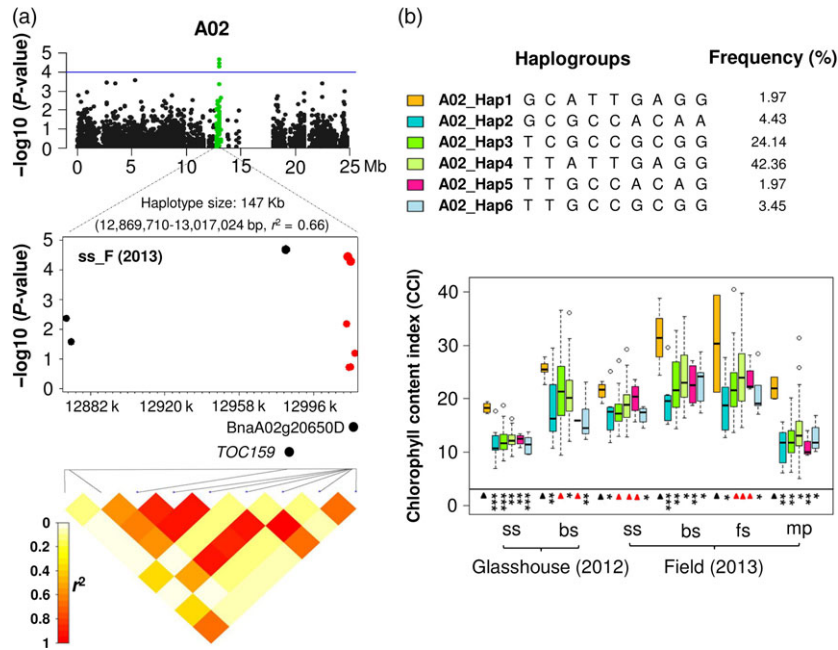 (a)
A02
−log10 (P-value)
5
4
3
2
1
0
0 5 10 15 20 25 Mb
Haplotype size: 147 Kb
(12,869,710-13,017,024 bp, r² = 0.66)
−log10 (P-value)
ss_F (2013)
5
4
3
2
1
0
12882 k 12920 k 12958 k 12996 k
BnaA02g20650D
TOC159
0
0.2
0.4
0.6
0.8
1
r²
(b)
Haplogroups Frequency (%)
A02_Hap1 G C A T T G A G G 1.97
A02_Hap2 G C G C C A C A A 4.43
A02_Hap3 T C G C C G C G G 24.14
A02_Hap4 T T A T T G A G G 42.36
A02_Hap5 T T G C C A C A G 1.97
A02_Hap6 T T G C C G C G G 3.45
Chlorophyll content index (CCI)
40
30
20
10
0
ss bs ss bs fs mp
Glasshouse (2012) Field (2013)